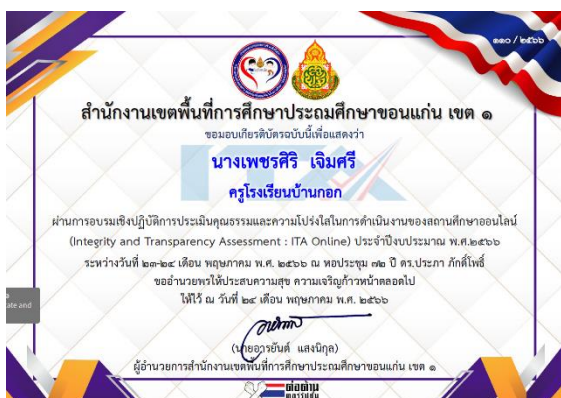 ๑๑๐ / ๒๕๖๖
สำนักงานเขตพื้นที่การศึกษาประถมศึกษาขอนแก่น เขต ๑
ขอมอบเกียรติบัตรฉบับนี้เพื่อแสดงว่า
นางเพชรศิริ เจิมศรี
ครูโรงเรียนบ้านกอก
ผ่านการอบรมเชิงปฏิบัติการประเมินคุณธรรมและความโปร่งใสในการดำเนินงานของสถานศึกษาออนไลน์
(Integrity and Transparency Assessment : ITA Online) ประจำปีงบประมาณ พ.ศ.๒๕๖๖
ระหว่างวันที่ ๒๓-๒๔ เดือน พฤษภาคม พ.ศ. ๒๕๖๖ ณ หอประชุม ๗๒ ปี ดร.ประภา ภักดิ์โพธิ์
ขออำนวยพรให้ประสบความสุข ความเจริญก้าวหน้าตลอดไป
ให้ไว้ ณ วันที่ ๒๔ เดือน พฤษภาคม พ.ศ. ๒๕๖๖
ate and
(นายอารยันต์ แสงนิกุล)
ผู้อำนวยการสำนักงานเขตพื้นที่การศึกษาประถมศึกษาขอนแก่น เขต ๑
ต่อต้าน